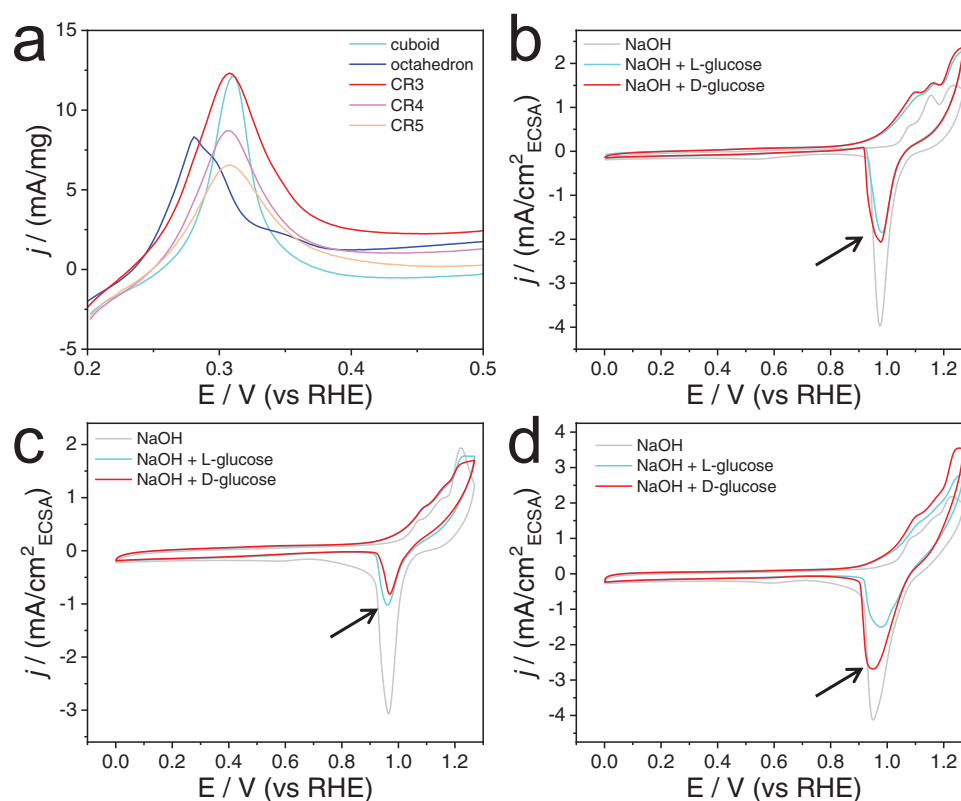 a
15
10
5
0
-5
j / (mA/mg)
cuboid
octahedron
CR3
CR4
CR5
0.2 0.3 0.4 0.5
E / V (vs RHE)
b
2
1
0
-1
-2
-3
-4
j / (mA/cm²ECSA)
NaOH
NaOH + L-glucose
NaOH + D-glucose
0.0 0.2 0.4 0.6 0.8 1.0 1.2
E / V (vs RHE)
c
2
1
0
-1
-2
-3
j / (mA/cm²ECSA)
NaOH
NaOH + L-glucose
NaOH + D-glucose
0.0 0.2 0.4 0.6 0.8 1.0 1.2
E / V (vs RHE)
d
4
3
2
1
0
-1
-2
-3
-4
j / (mA/cm²ECSA)
NaOH
NaOH + L-glucose
NaOH + D-glucose
0.0 0.2 0.4 0.6 0.8 1.0 1.2
E / V (vs RHE)